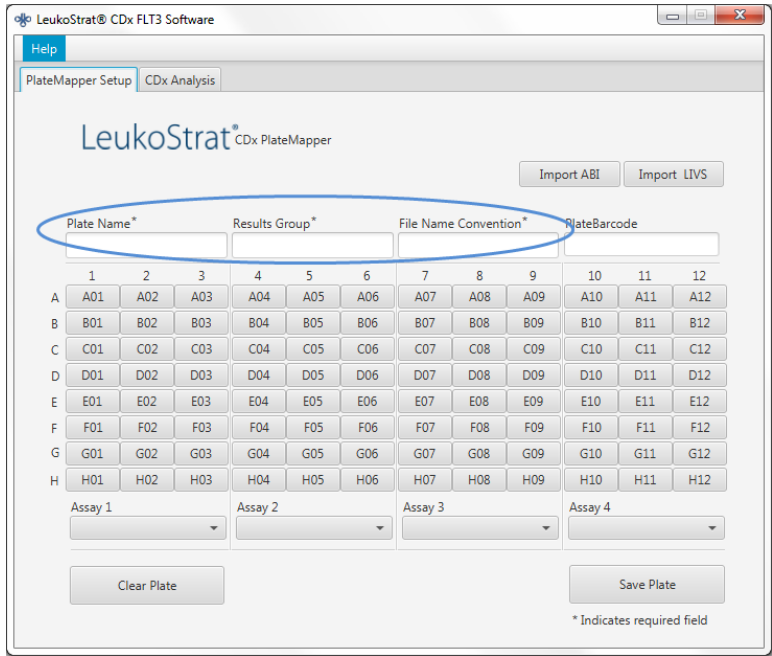 LeukoStrat® CDx FLT3 Software
Help
PlateMapper Setup CDx Analysis
LeukoStrat® CDx PlateMapper
Import ABI Import LIVS
Plate Name* Results Group* File Name Convention* PlateBarcode
1 2 3 4 5 6 7 8 9 10 11 12
A A01 A02 A03 A04 A05 A06 A07 A08 A09 A10 A11 A12
B B01 B02 B03 B04 B05 B06 B07 B08 B09 B10 B11 B12
C C01 C02 C03 C04 C05 C06 C07 C08 C09 C10 C11 C12
D D01 D02 D03 D04 D05 D06 D07 D08 D09 D10 D11 D12
E E01 E02 E03 E04 E05 E06 E07 E08 E09 E10 E11 E12
F F01 F02 F03 F04 F05 F06 F07 F08 F09 F10 F11 F12
G G01 G02 G03 G04 G05 G06 G07 G08 G09 G10 G11 G12
H H01 H02 H03 H04 H05 H06 H07 H08 H09 H10 H11 H12
Assay 1 Assay 2 Assay 3 Assay 4
Clear Plate Save Plate
* Indicates required field